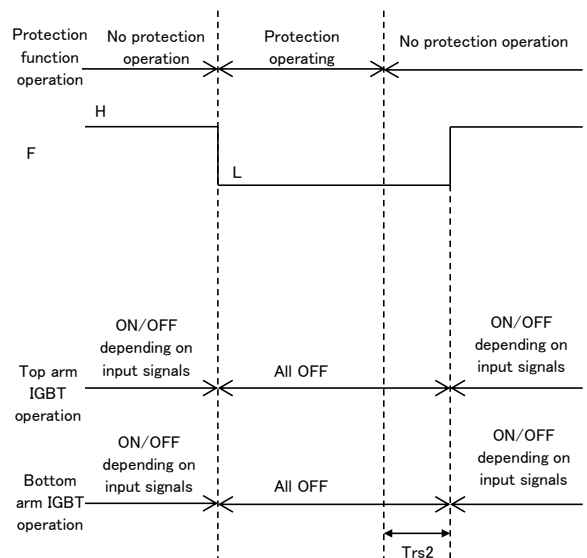 Protection
function
operation
No protection
operation
Protection
operating
No protection operation
H
F
L
Top arm
IGBT
operation
ON/OFF
depending on
input signals
All OFF
ON/OFF
depending on
input signals
Bottom
arm IGBT
operation
ON/OFF
depending on
input signals
All OFF
ON/OFF
depending on
input signals
Trs2